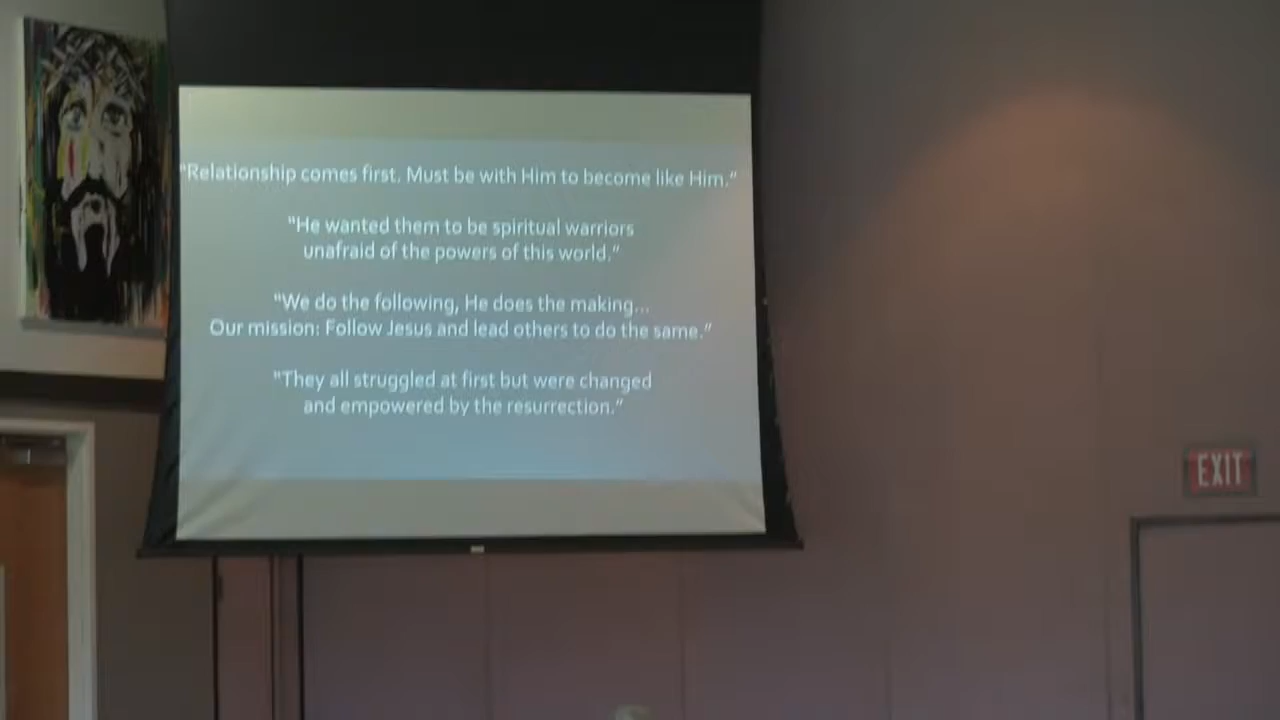 "Relationship comes first. Must be with Him to become like Him."
"He wanted them to be spiritual warriors
unafraid of the powers of this world."
"We do the following, He does the making...
Our mission: Follow Jesus and lead others to do the same."
"They all struggled at first but were changed
and empowered by the resurrection."
EXIT